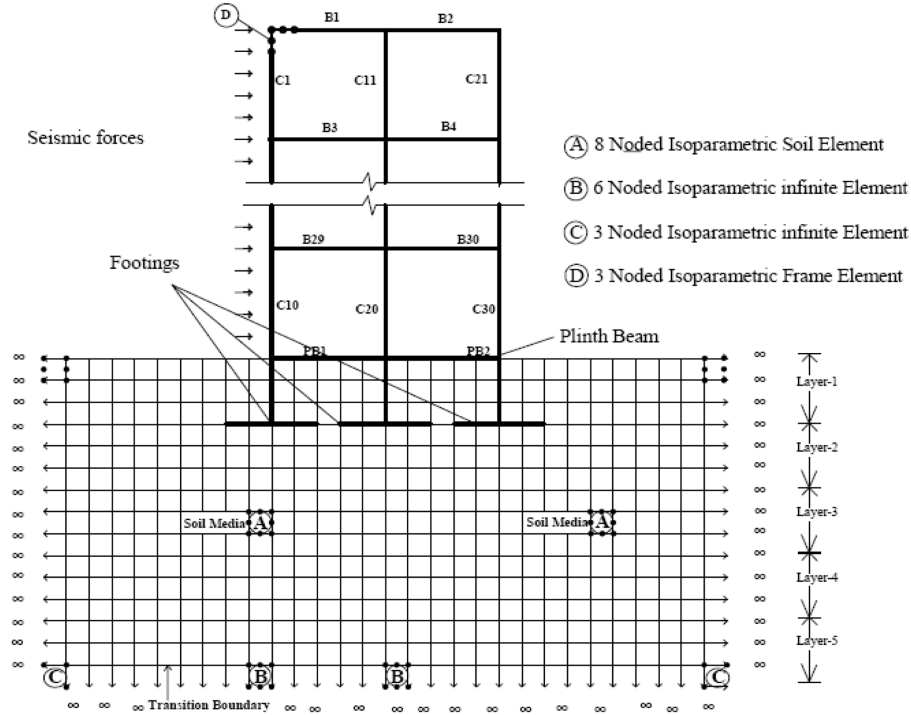 D
B1 B2
C1 C11 C21
Seismic forces
B3 B4
A 8 Noded Isoparametric Soil Element
B 6 Noded Isoparametric infinite Element
C 3 Noded Isoparametric infinite Element
D 3 Noded Isoparametric Frame Element
B29 B30
Footings
C10 C20 C30
Plinth Beam
PB1 PB2
∞ ∞
∞ ∞
Layer-1
∞ ∞
∞ ∞
∞ ∞
Layer-2
∞ ∞
∞ ∞
∞ ∞
Soil Media A Soil Media A
Layer-3
∞ ∞
∞ ∞
∞ ∞
Layer-4
∞ ∞
∞ ∞
∞ ∞
Layer-5
∞ ∞
C B B C
∞ ∞ Transition Boundary ∞ ∞ ∞ ∞ ∞ ∞ ∞ ∞ ∞ ∞